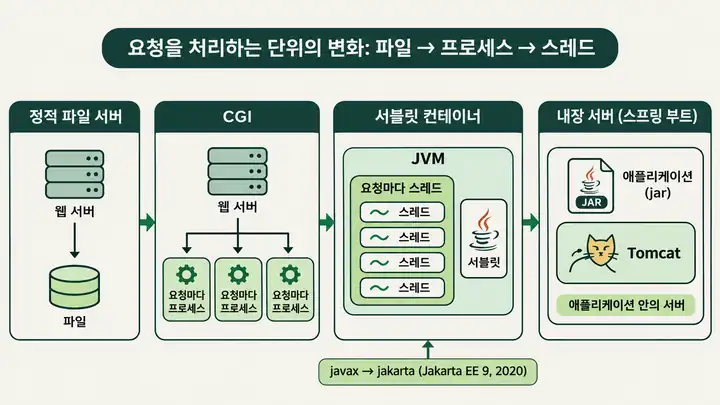 요청을 처리하는 단위의 변화: 파일 → 프로세스 → 스레드
정적 파일 서버
웹 서버
파일
CGI
웹 서버
요청마다
프로세스
요청마다
프로세스
요청마다
프로세스
서블릿 컨테이너
JVM
요청마다 스레드
스레드
스레드
스레드
스레드
서블릿
javax → jakarta (Jakarta EE 9, 2020)
내장 서버 (스프링 부트)
JAR
애플리케이션
(jar)
Tomcat
애플리케이션 안의 서버